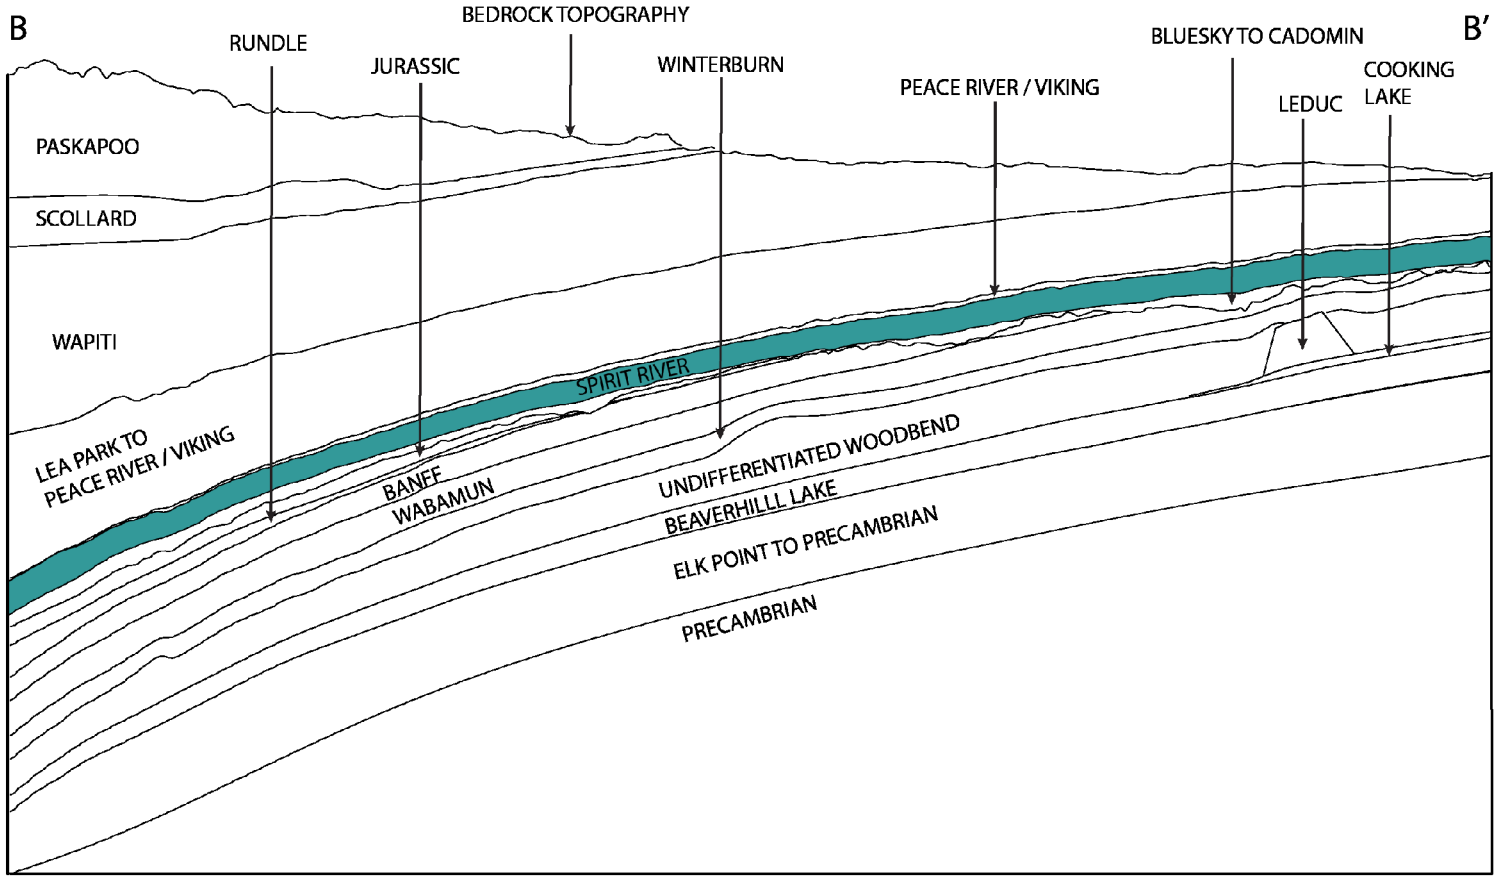 B
BEDROCK TOPOGRAPHY
B'
RUNDLE
JURASSIC
WINTERBURN
PEACE RIVER / VIKING
BLUESKY TO CADOMIN
COOKING
LAKE
LEDUC
PASKAPOO
SCOLLARD
WAPITI
SPIRIT RIVER
LEA PARK TO
PEACE RIVER / VIKING
BANFF
WABAMUN
UNDIFFERENTIATED WOODBEND
BEAVERHILLL LAKE
ELK POINT TO PRECAMBRIAN
PRECAMBRIAN